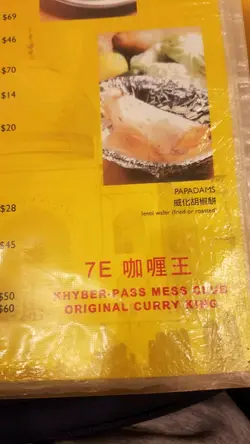 $69
$46
$70
$14
$20
PAPADAMS
威化胡椒餅
lentil wafer (fried or roasted)
$28
$45
7E 咖喱王
KHYBER-PASS MESS CLUB
$50
ORIGINAL CURRY KING
$60